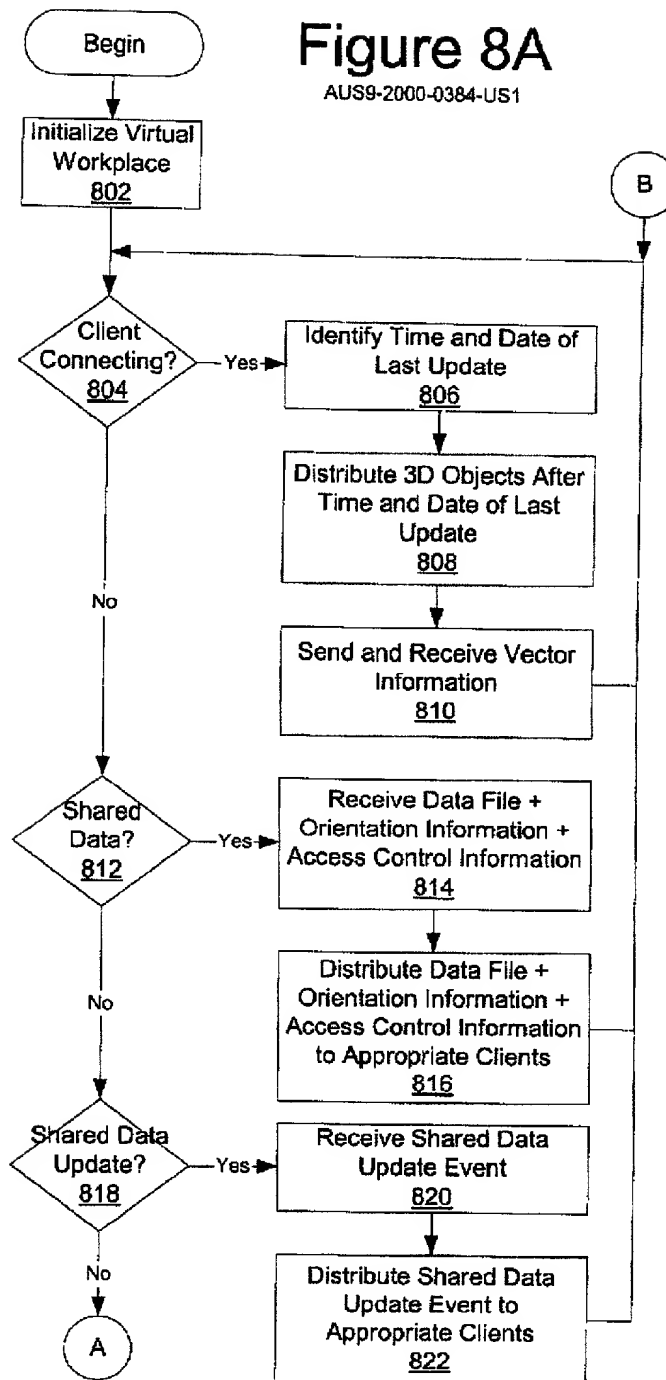 Begin
Figure 8A
AUS9-2000-0384-US1
Initialize Virtual
Workplace
802
B
Client
Connecting?
804
Yes
Identify Time and Date of
Last Update
806
Distribute 3D Objects After
Time and Date of Last
Update
808
No
Send and Receive Vector
Information
810
Shared
Data?
812
Yes
Receive Data File +
Orientation Information +
Access Control Information
814
No
Distribute Data File +
Orientation Information +
Access Control Information
to Appropriate Clients
816
Shared Data
Update?
818
Yes
Receive Shared Data
Update Event
820
No
Distribute Shared Data
Update Event to
Appropriate Clients
822
A